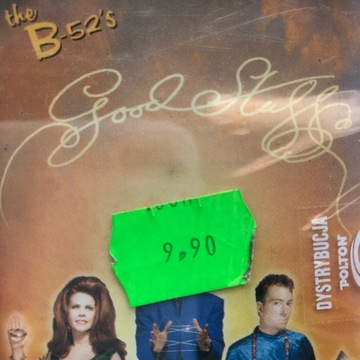 the
B-52's
Good Stuff
9,90
DYSTRYBUCJA
POLTON